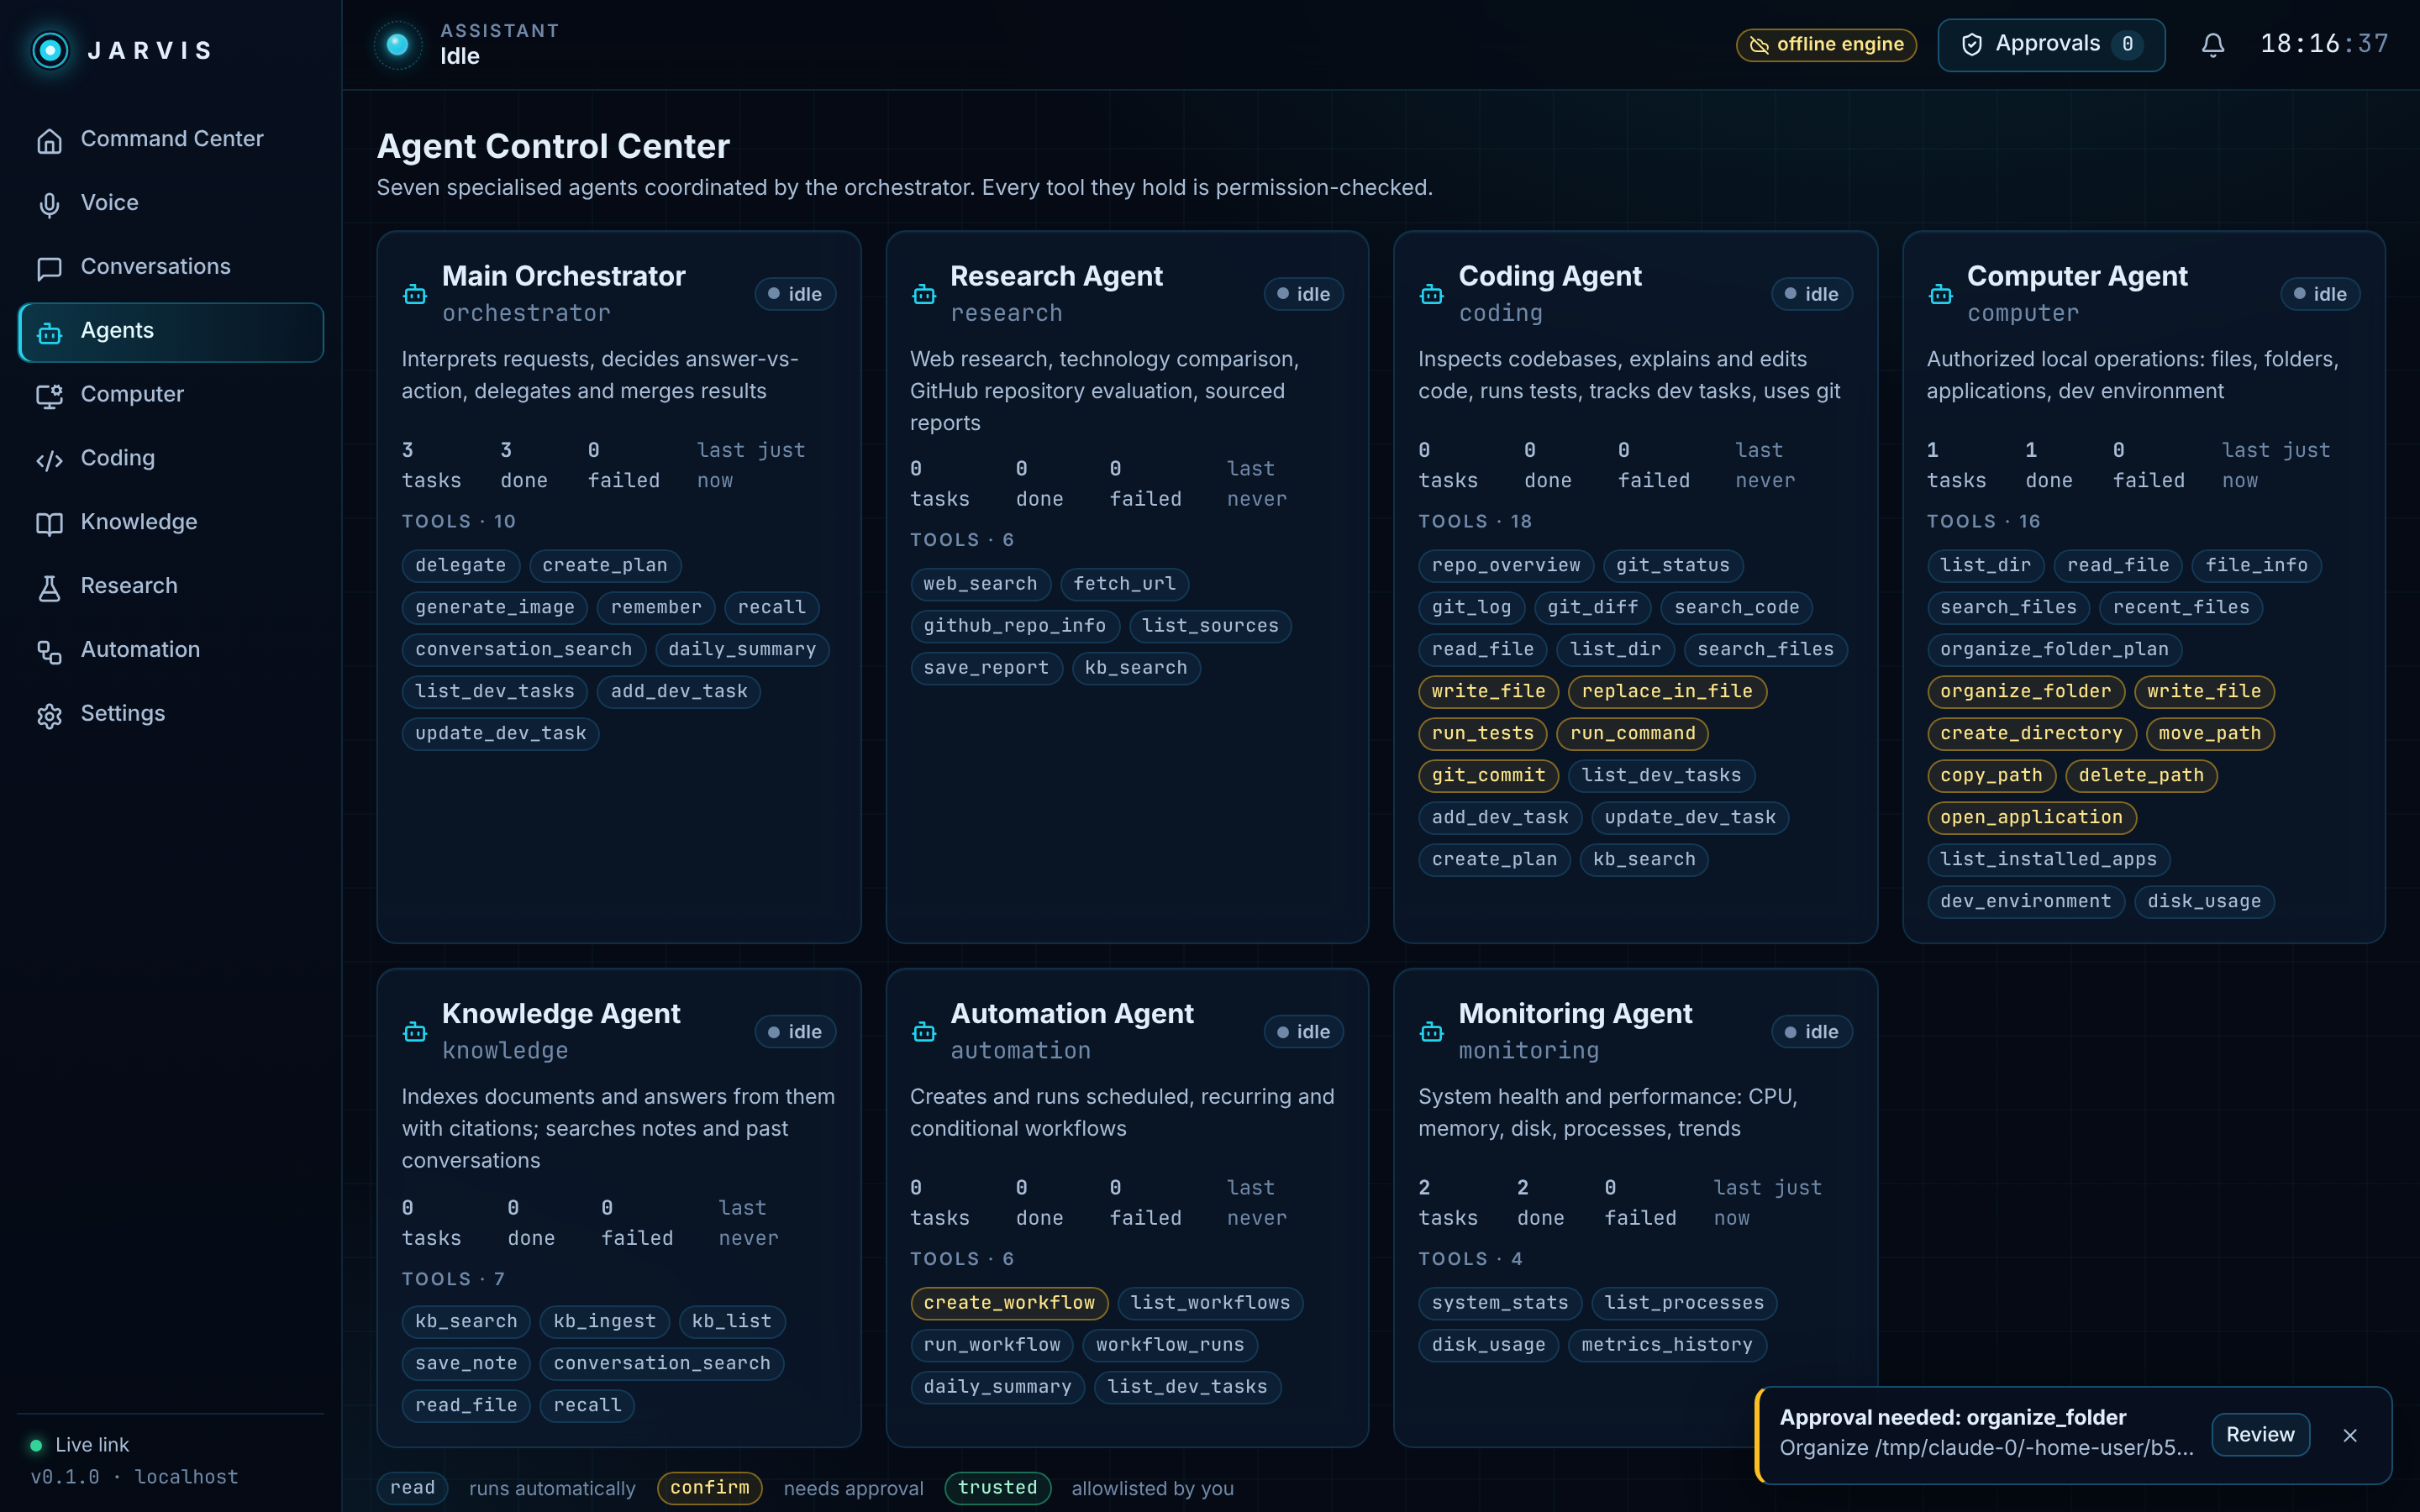 JARVIS
Command Center
Voice
Conversations
Agents
Computer
Coding
Knowledge
Research
Automation
Settings
Live link
v0.1.0 · localhost
ASSISTANT
Idle
offline engine
Approvals 0
18:16:37
Agent Control Center
Seven specialised agents coordinated by the orchestrator. Every tool they hold is permission-checked.
Main Orchestrator
orchestrator
idle
Interprets requests, decides answer-vs-
action, delegates and merges results
3 3 0 last just
tasks done failed now
TOOLS · 10
delegate create_plan
generate_image remember recall
conversation_search daily_summary
list_dev_tasks add_dev_task
update_dev_task
Research Agent
research
idle
Web research, technology comparison,
GitHub repository evaluation, sourced
reports
0 0 0 last
tasks done failed never
TOOLS · 6
web_search fetch_url
github_repo_info list_sources
save_report kb_search
Coding Agent
coding
idle
Inspects codebases, explains and edits
code, runs tests, tracks dev tasks, uses git
0 0 0 last
tasks done failed never
TOOLS · 18
repo_overview git_status
git_log git_diff search_code
read_file list_dir search_files
write_file replace_in_file
run_tests run_command
git_commit list_dev_tasks
add_dev_task update_dev_task
create_plan kb_search
Computer Agent
computer
idle
Authorized local operations: files, folders,
applications, dev environment
1 1 0 last just
tasks done failed now
TOOLS · 16
list_dir read_file file_info
search_files recent_files
organize_folder_plan
organize_folder write_file
create_directory move_path
copy_path delete_path
open_application
list_installed_apps
dev_environment disk_usage
Knowledge Agent
knowledge
idle
Indexes documents and answers from them
with citations; searches notes and past
conversations
0 0 0 last
tasks done failed never
TOOLS · 7
kb_search kb_ingest kb_list
save_note conversation_search
read_file recall
Automation Agent
automation
idle
Creates and runs scheduled, recurring and
conditional workflows
0 0 0 last
tasks done failed never
TOOLS · 6
create_workflow list_workflows
run_workflow workflow_runs
daily_summary list_dev_tasks
Monitoring Agent
monitoring
idle
System health and performance: CPU,
memory, disk, processes, trends
2 2 0 last just
tasks done failed now
TOOLS · 4
system_stats list_processes
disk_usage metrics_history
read runs automatically confirm needs approval trusted allowlisted by you
Approval needed: organize_folder
Organize /tmp/claude-0/-home-user/b5...
Review